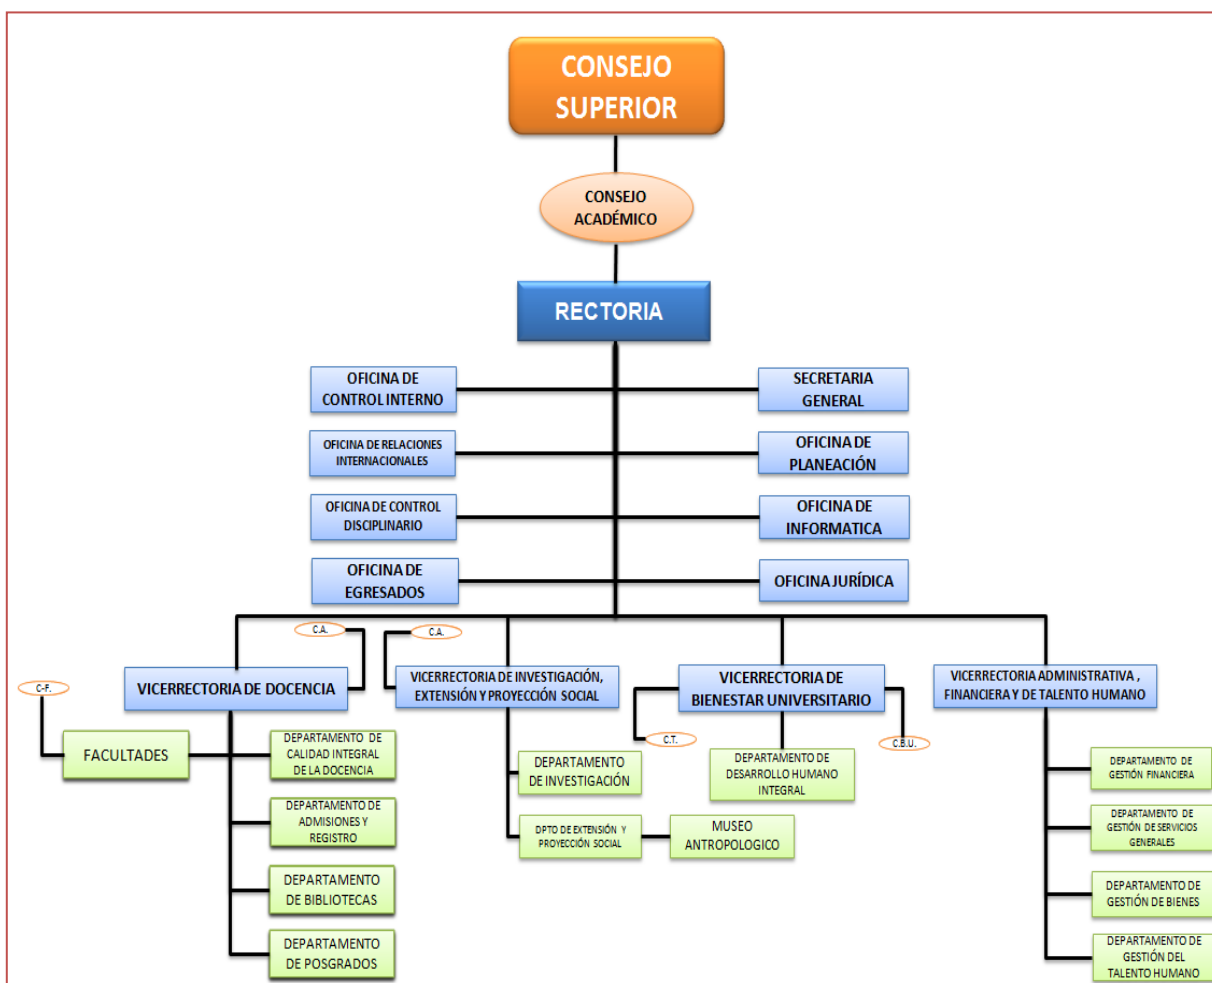 CONSEJO
SUPERIOR
CONSEJO
ACADÉMICO
RECTORIA
OFICINA DE
CONTROL INTERNO
SECRETARIA
GENERAL
OFICINA DE RELACIONES
INTERNACIONALES
OFICINA DE
PLANEACIÓN
OFICINA DE CONTROL
DISCIPLINARIO
OFICINA DE
INFORMATICA
OFICINA DE
EGRESADOS
OFICINA JURÍDICA
C.A.
C.A.
C-F.
VICERRECTORIA DE DOCENCIA
VICERRECTORIA DE INVESTIGACIÓN,
EXTENSIÓN Y PROYECCIÓN SOCIAL
VICERRECTORIA DE
BIENESTAR UNIVERSITARIO
VICERRECTORIA ADMINISTRATIVA ,
FINANCIERA Y DE TALENTO HUMANO
C.T.
C.B.U.
FACULTADES
DEPARTAMENTO DE
CALIDAD INTEGRAL
DE LA DOCENCIA
DEPARTAMENTO
DE INVESTIGACIÓN
DEPARTAMENTO DE
DESARROLLO HUMANO
INTEGRAL
DEPARTAMENTO DE
GESTIÓN FINANCIERA
DEPARTAMENTO DE
ADMISIONES Y
REGISTRO
DPTO DE EXTENSIÓN Y
PROYECCIÓN SOCIAL
MUSEO
ANTROPOLOGICO
DEPARTAMENTO DE
GESTIÓN DE SERVICIOS
GENERALES
DEPARTAMENTO
DE BIBLIOTECAS
DEPARTAMENTO DE
GESTIÓN DE BIENES
DEPARTAMENTO
DE POSGRADOS
DEPARTAMENTO DE
GESTIÓN DEL
TALENTO HUMANO